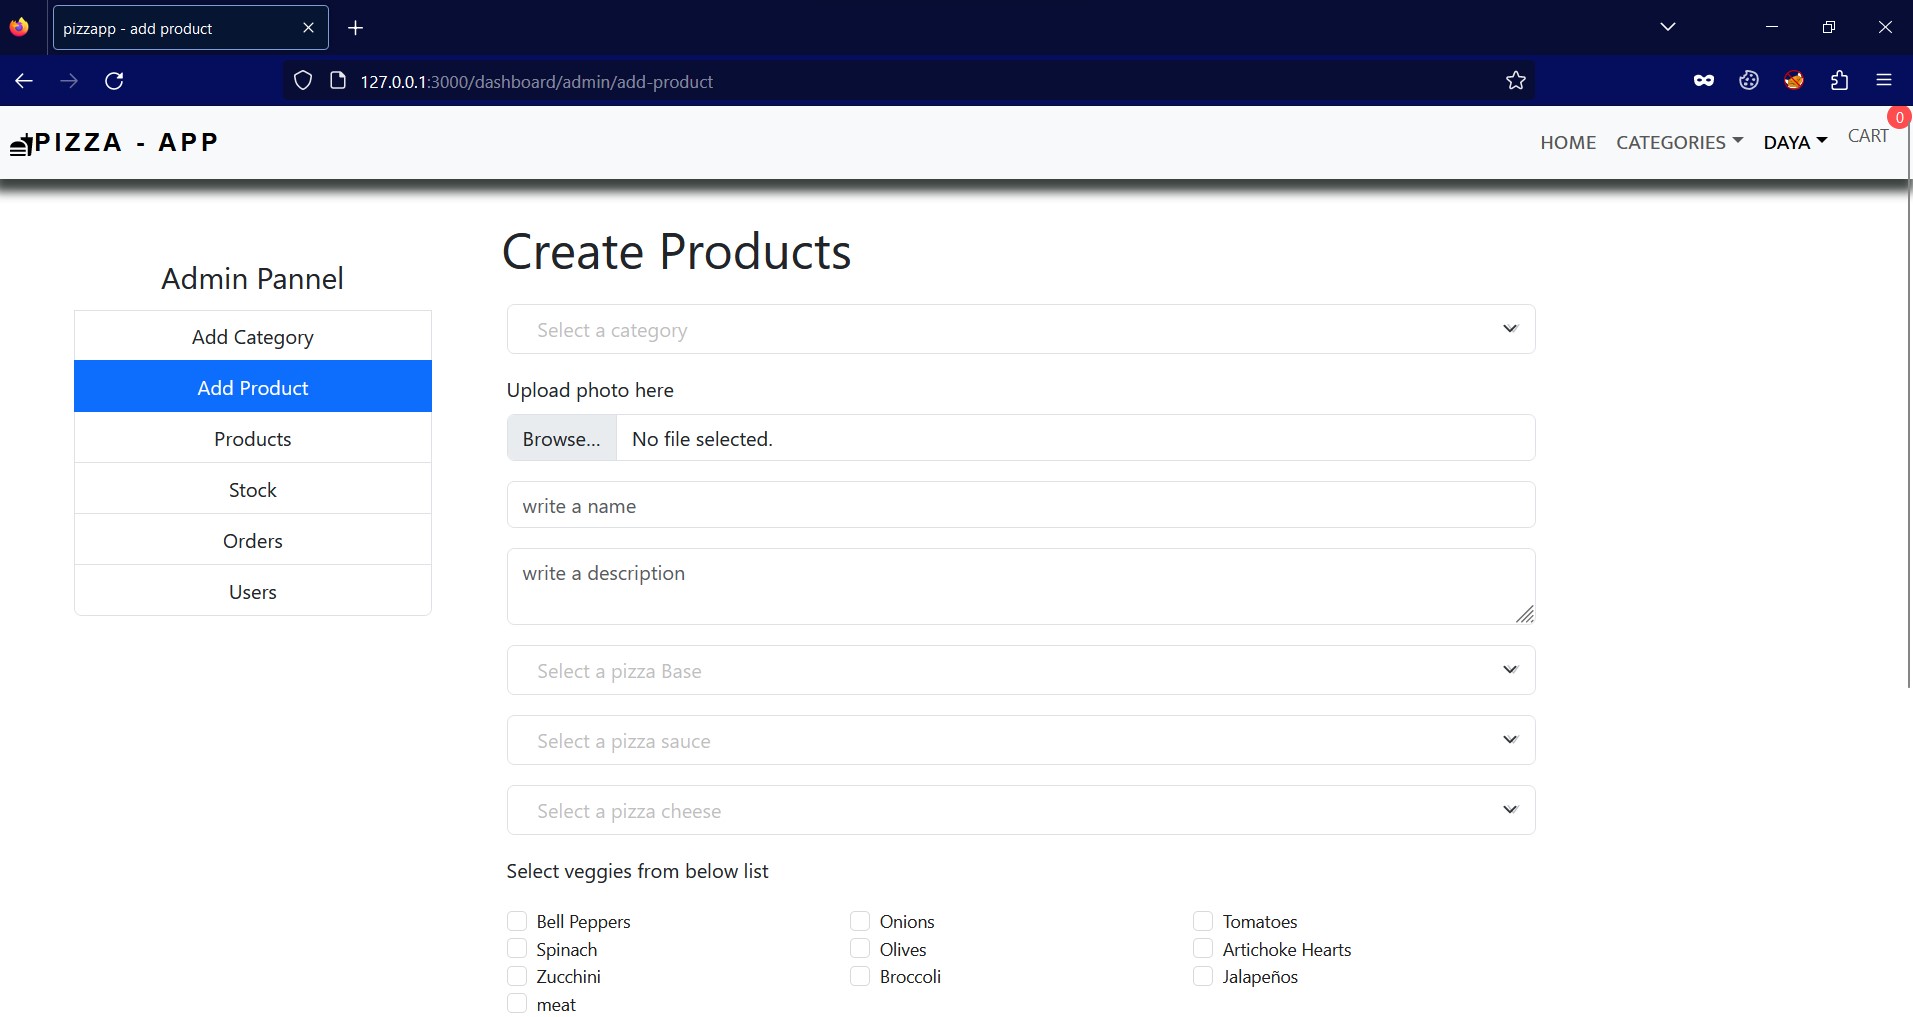 pizzapp - add product
127.0.0.1:3000/dashboard/admin/add-product
PIZZA - APP
HOME CATEGORIES DAYA CART 0
Create Products
Admin Pannel
Add Category
Add Product
Products
Stock
Orders
Users
Select a category
Upload photo here
Browse... No file selected.
write a name
write a description
Select a pizza Base
Select a pizza sauce
Select a pizza cheese
Select veggies from below list
Bell Peppers Onions Tomatoes
Spinach Olives Artichoke Hearts
Zucchini Broccoli Jalapeños
meat